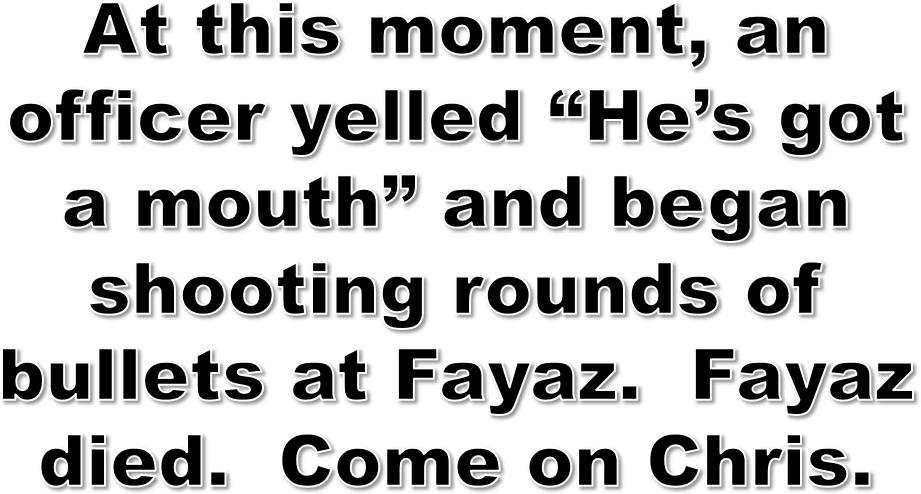 At this moment, an
officer yelled “He’s got
a mouth” and began
shooting rounds of
bullets at Fayaz.  Fayaz
died.  Come on Chris.